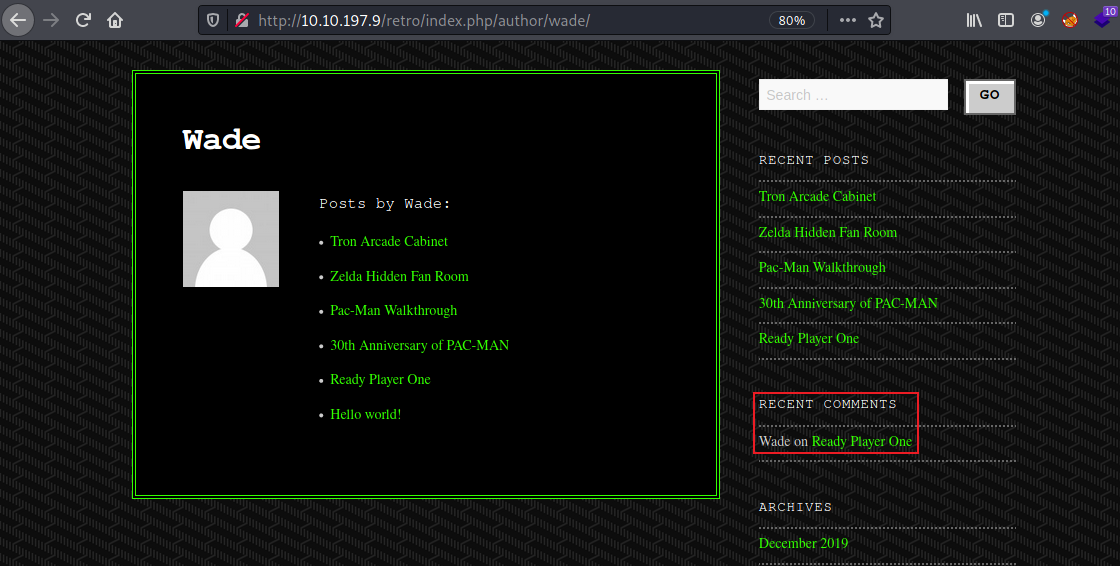 http://10.10.197.9/retro/index.php/author/wade/
80%
10
Wade
Posts by Wade:
Tron Arcade Cabinet
Zelda Hidden Fan Room
Pac-Man Walkthrough
30th Anniversary of PAC-MAN
Ready Player One
Hello world!
Search …
GO
RECENT POSTS
Tron Arcade Cabinet
Zelda Hidden Fan Room
Pac-Man Walkthrough
30th Anniversary of PAC-MAN
Ready Player One
RECENT COMMENTS
Wade on Ready Player One
ARCHIVES
December 2019